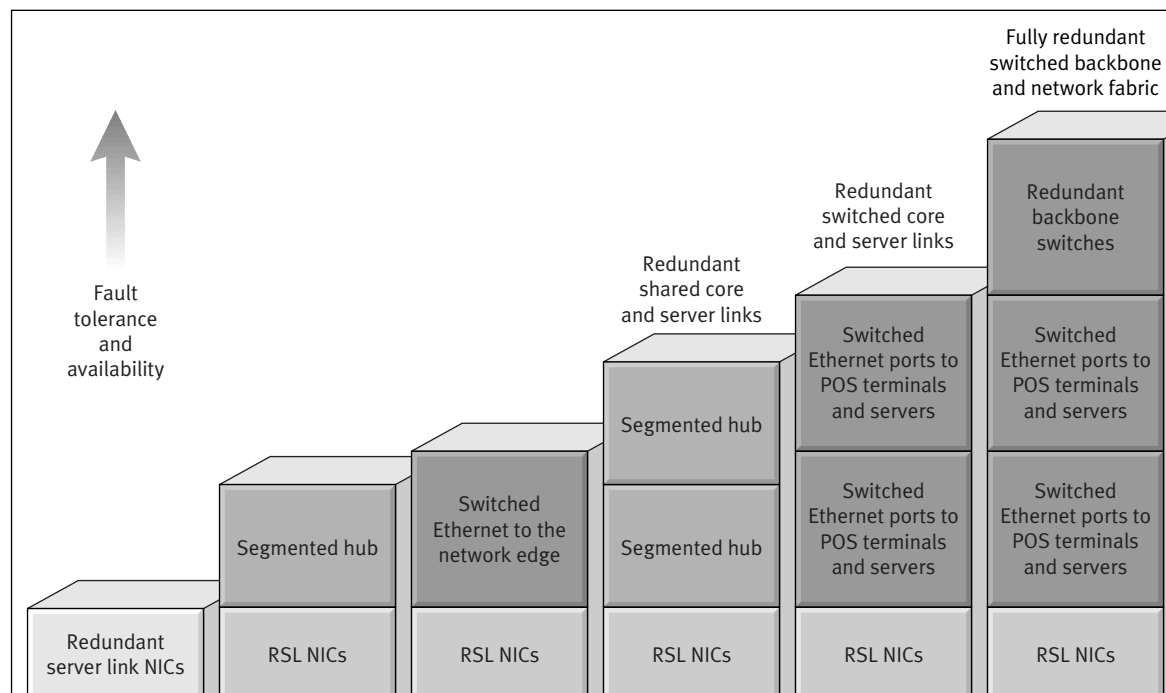 Fully redundant
switched backbone
and network fabric
Redundant
backbone
switches
Redundant
switched core
and server links
Redundant
shared core
and server links
Fault
tolerance
and
availability
Switched
Ethernet ports to
POS terminals
and servers
Switched
Ethernet ports to
POS terminals
and servers
Segmented hub
Segmented hub
Switched
Ethernet to the
network edge
Segmented hub
Switched
Ethernet ports to
POS terminals
and servers
Switched
Ethernet ports to
POS terminals
and servers
Redundant
server link NICs
RSL NICs
RSL NICs
RSL NICs
RSL NICs
RSL NICs